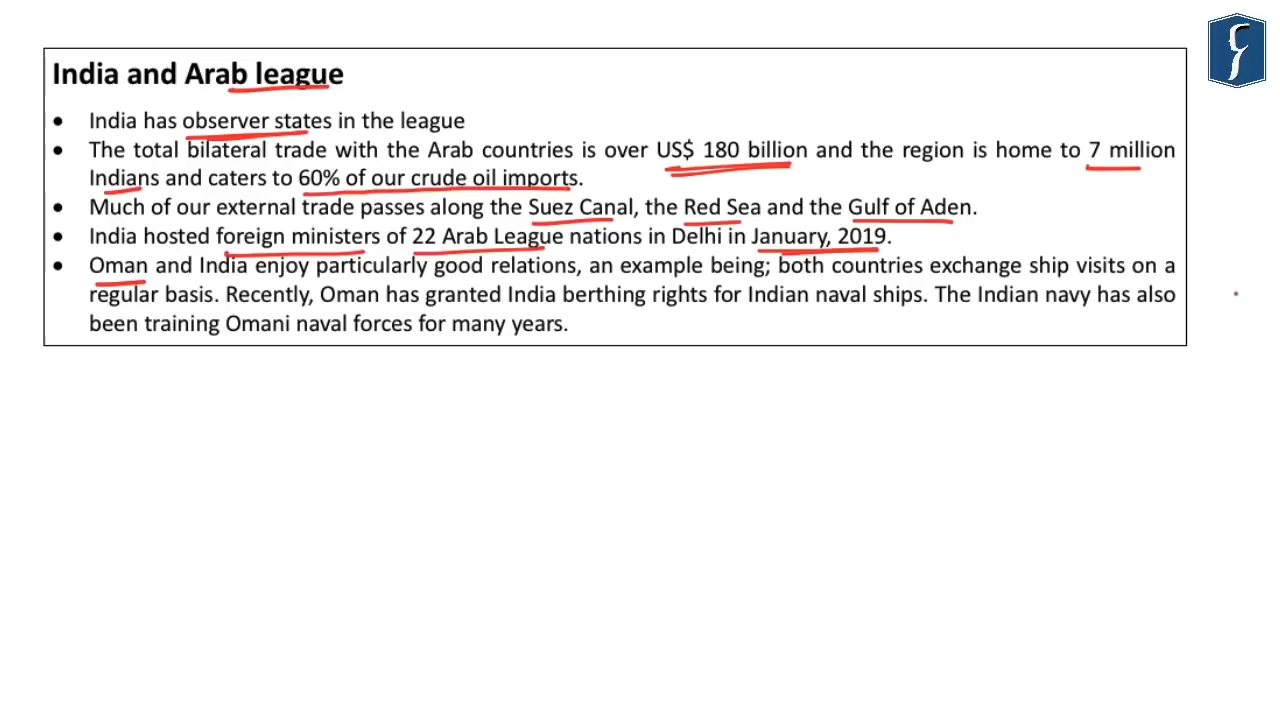 India and Arab league
• India has observer states in the league
• The total bilateral trade with the Arab countries is over US$ 180 billion and the region is home to 7 million
Indians and caters to 60% of our crude oil imports.
• Much of our external trade passes along the Suez Canal, the Red Sea and the Gulf of Aden.
• India hosted foreign ministers of 22 Arab League nations in Delhi in January, 2019.
• Oman and India enjoy particularly good relations, an example being; both countries exchange ship visits on a
regular basis. Recently, Oman has granted India berthing rights for Indian naval ships. The Indian navy has also
been training Omani naval forces for many years.